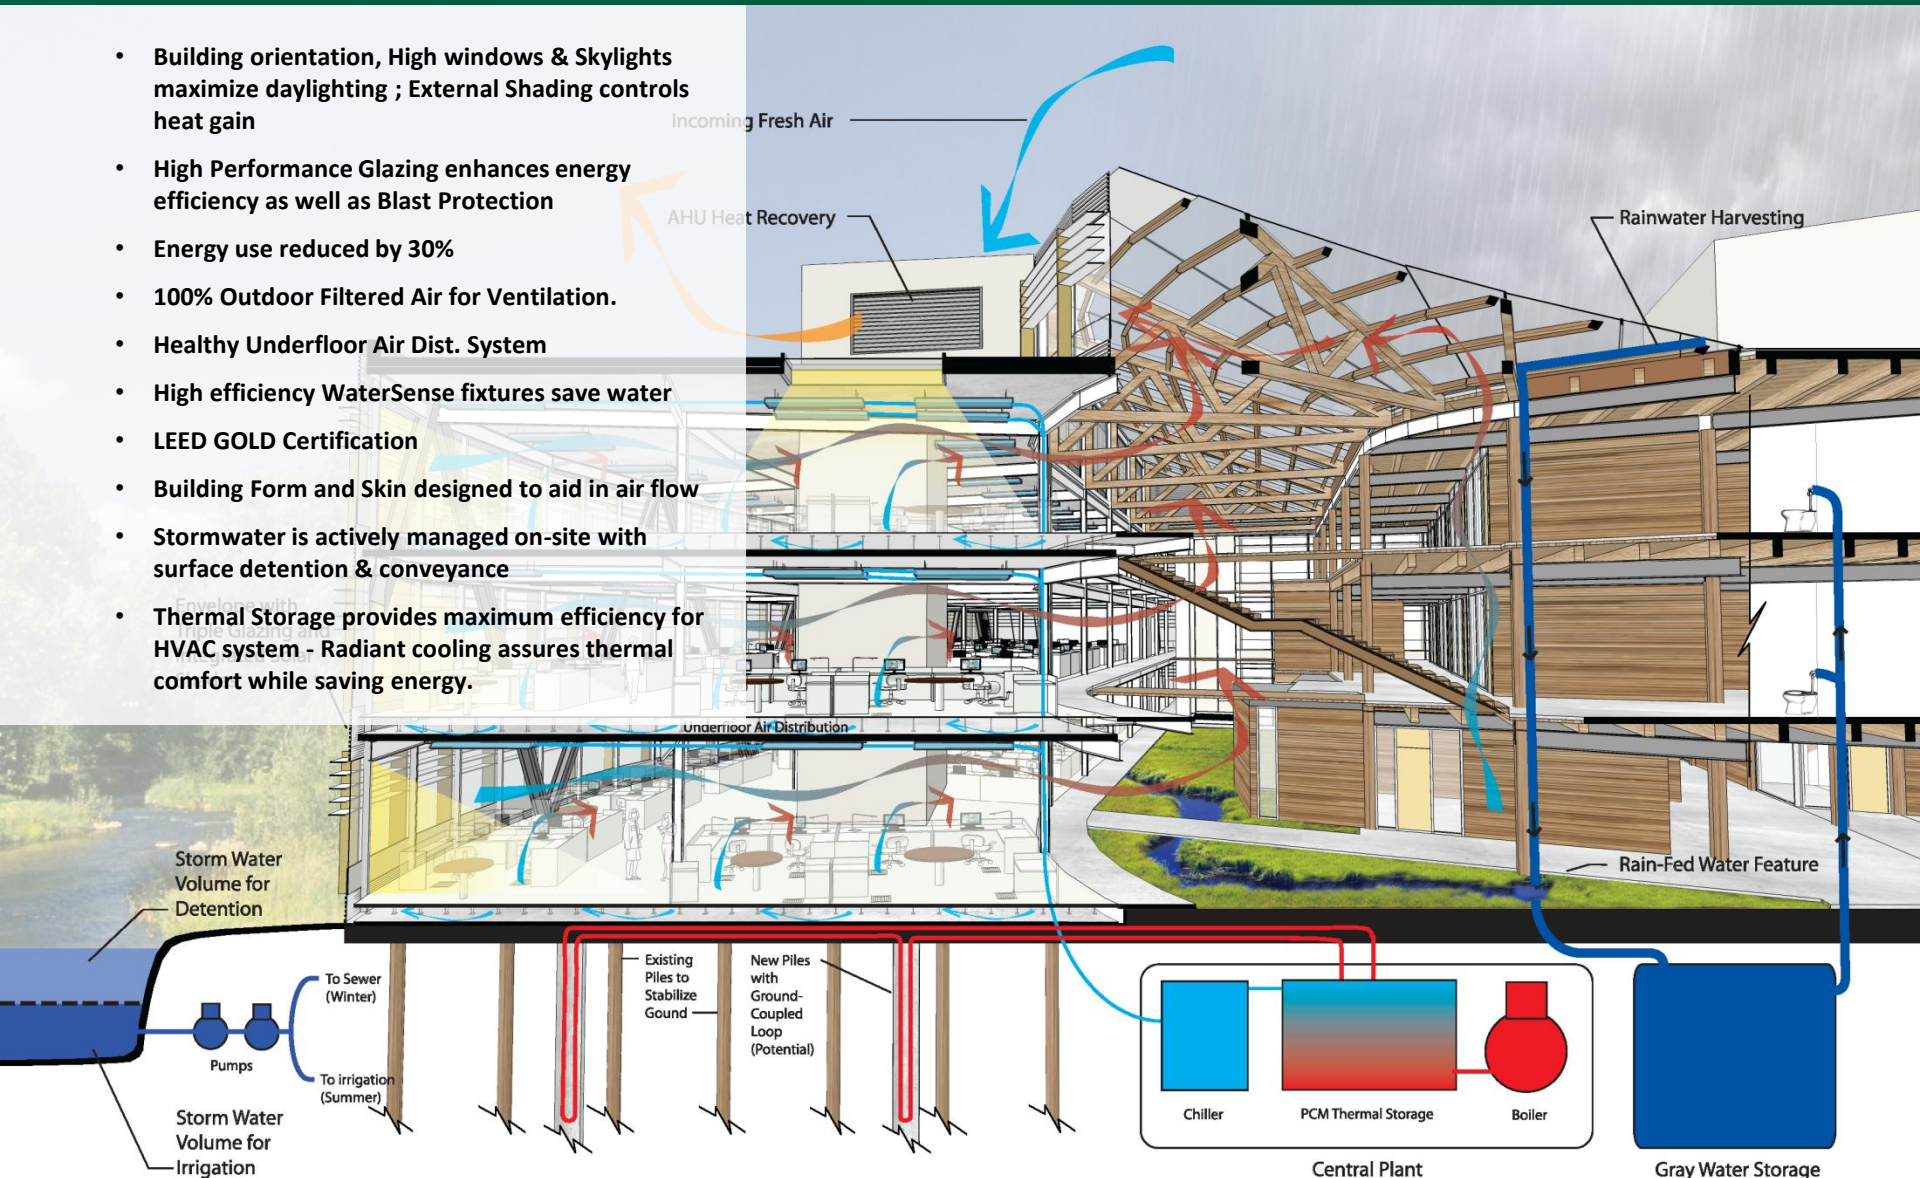 • Building orientation, High windows & Skylights
maximize daylighting ; External Shading controls
heat gain
• High Performance Glazing enhances energy
efficiency as well as Blast Protection
• Energy use reduced by 30%
• 100% Outdoor Filtered Air for Ventilation.
• Healthy Underfloor Air Dist. System
• High efficiency WaterSense fixtures save water
• LEED GOLD Certification
• Building Form and Skin designed to aid in air flow
• Stormwater is actively managed on-site with
surface detention & conveyance
• Thermal Storage provides maximum efficiency for
HVAC system - Radiant cooling assures thermal
comfort while saving energy.
Incoming Fresh Air
AHU Heat Recovery
Rainwater Harvesting
Envelope with
Triple Glazing and
Integrated Solar
Underfloor Air Distribution
Rain-Fed Water Feature
Storm Water
Volume for
Detention
To Sewer
(Winter)
Pumps
To irrigation
(Summer)
Storm Water
Volume for
Irrigation
Existing
Piles to
Stabilize
Gound
New Piles
with
Ground-
Coupled
Loop
(Potential)
Chiller
PCM Thermal Storage
Boiler
Central Plant
Gray Water Storage